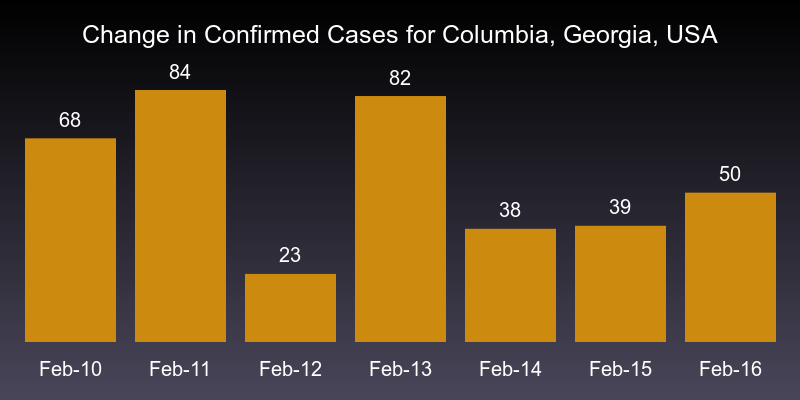 Change in Confirmed Cases for Columbia, Georgia, USA
68
84
23
82
38
39
50
Feb-10
Feb-11
Feb-12
Feb-13
Feb-14
Feb-15
Feb-16